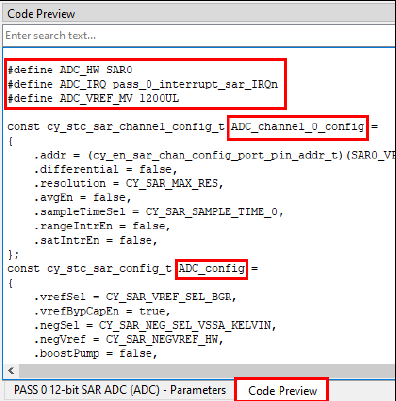 Code Preview
Enter search text...
#define ADC_HW SAR0
#define ADC_IRQ pass_0_interrupt_sar_IRQn
#define ADC_VREF_MV 1200UL
const cy_stc_sar_channel_config_t ADC_channel_0_config =
{
.addr = (cy_en_sar_chan_config_port_pin_addr_t)(SAR0_VP
.differential = false,
.resolution = CY_SAR_MAX_RES,
.avgEn = false,
.sampleTimeSel = CY_SAR_SAMPLE_TIME_0,
.rangeIntrEn = false,
.satIntrEn = false,
};
const cy_stc_sar_config_t ADC_config =
{
.vrefSel = CY_SAR_VREF_SEL_BGR,
.vrefBypCapEn = true,
.negSel = CY_SAR_NEG_SEL_VSSA_KELVIN,
.negVref = CY_SAR_NEGVREF_HW,
.boostPump = false,
PASS 0 12-bit SAR ADC (ADC) - Parameters Code Preview